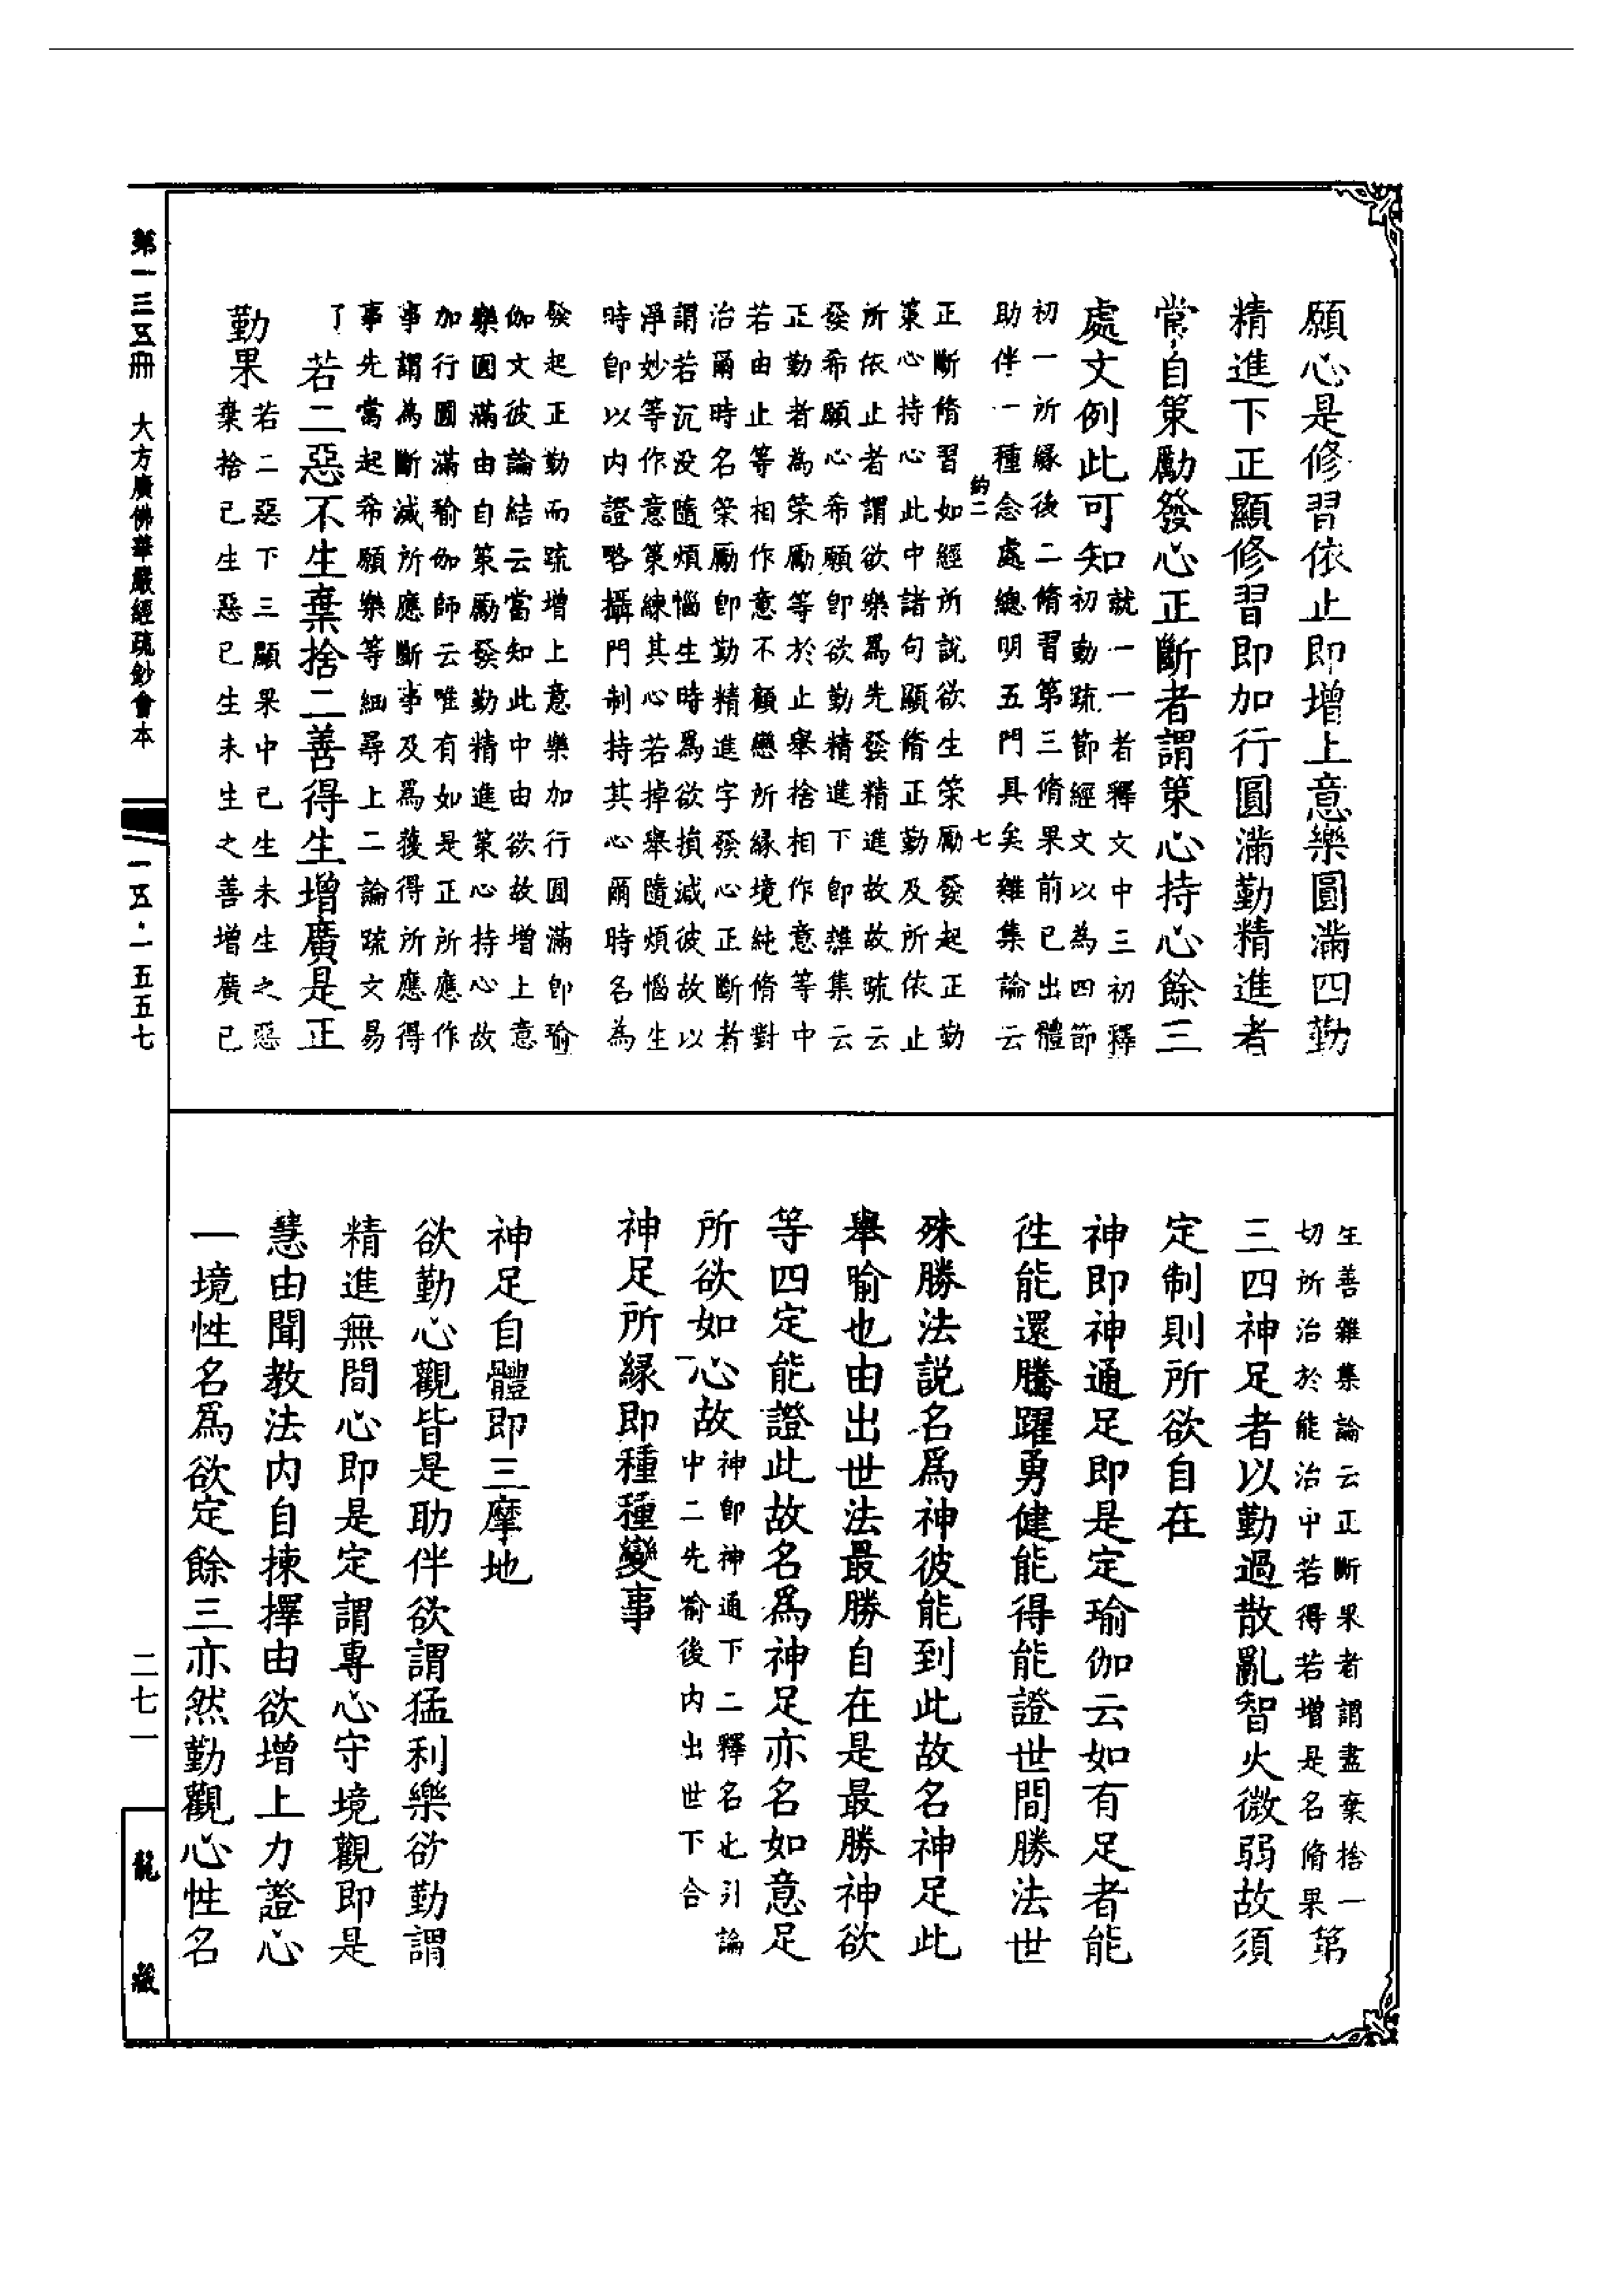 願心是修習依止即增上意樂圓滿四勤
精進下正顯修習即加行圓滿勤精進者
常自策勵發心正斷者謂策心持心餘三
處文例此可知
就一一者釋文中三初釋
初勤疏節經文以為四節
初一所緣後二脩習第三脩果前已出體
助伴一種念處總明五門具矣雜集論云
約二
七
正斷脩習如經所說欲生策勵發起正勤
策心持心此中諸句顯脩正勤及所依止
所依止者謂欲樂爲先發精進故故疏云
發希願心希願即欲勤精進下即雜集云
正勤者為策勵等於止舉捨相作意等中
若由止等相作意不顧戀所緣境純脩對
治爾時名策勵即勤精進字發心正斷者
謂若沉没隨煩惱生時爲欲損減彼故以
淨妙等作意策練其心若掉舉隨煩惱生
時即以内證略攝門制持其心爾時名為
發起正勤而疏增上意樂加行圓滿即瑜
伽文彼論結云當知此中由欲故增上意
樂圓滿由自策勵發勤精進策心持心故
加行圓滿瑜伽師云唯有如是正所應作
事謂為斷減所應斷事及爲獲得所應得
事先當起希願樂等細尋上二論疏文易
了
若二惡不生棄捨二善得生增廣是正
勤果
若二惡下三顯果中已生未生之惡
棄捨已生惡已生未生之善增廣已
生善雜集論云正斷果者謂盡棄捨一
切所治於能治中若得若增是名脩果
第
三四神足者以勤過散亂智火微弱故須
定制則所欲自在
神即神通足即是定瑜伽云如有足者能
往能還騰躍勇健能得能證世間勝法世
殊勝法説名爲神彼能到此故名神足此
舉喻也由出世法最勝自在是最勝神欲
等四定能證此故名爲神足亦名如意足
所欲如心故
神即神通下二釋名也引論
中二先喻後内出世下合
神足所緣即種種變事
神足自體即三摩地
欲勤心觀皆是助伴欲謂猛利樂欲勤謂
精進無間心即是定謂專心守境觀即是
慧由聞教法内自揀擇由欲增上力證心
一境性名爲欲定餘三亦然勤觀心性名
第一三五冊 大方廣佛華嚴經疏鈔會本
一五·一五五七
二七一
龍藏